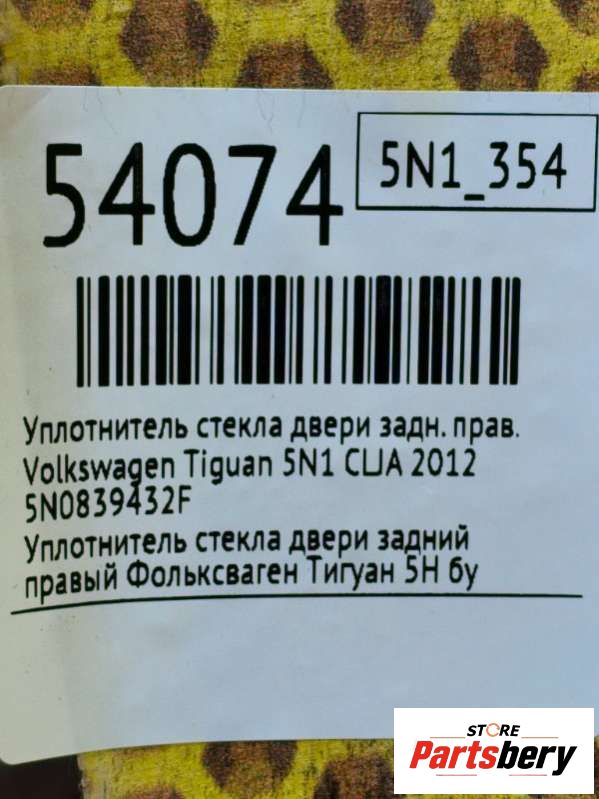 54074
5N1_354
Уплотнитель стекла двери задн. прав.
Volkswagen Tiguan 5N1 CLJA 2012
5N0839432F
Уплотнитель стекла двери задний
правый Фольксваген Тигуан 5Н бу
STORE
Partsbery